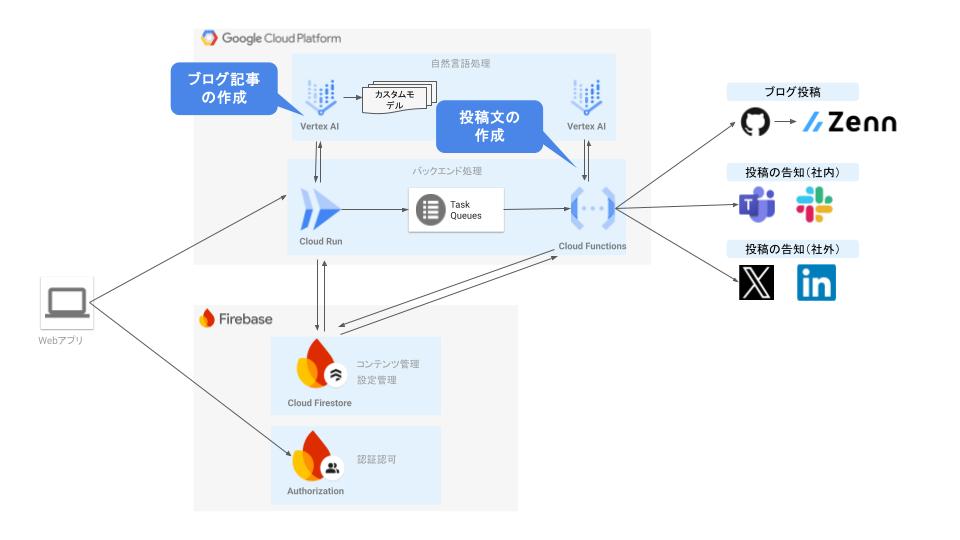 Google Cloud Platform
自然言語処理
ブログ記事
の作成
カスタムモ
デル
Vertex AI
投稿文の
作成
Vertex AI
バックエンド処理
Cloud Run
Task
Queues
Cloud Functions
ブログ投稿
Zenn
投稿の告知（社内）
投稿の告知（社外）
X
in
Webアプリ
Firebase
コンテンツ管理
設定管理
Cloud Firestore
認証認可
Authorization